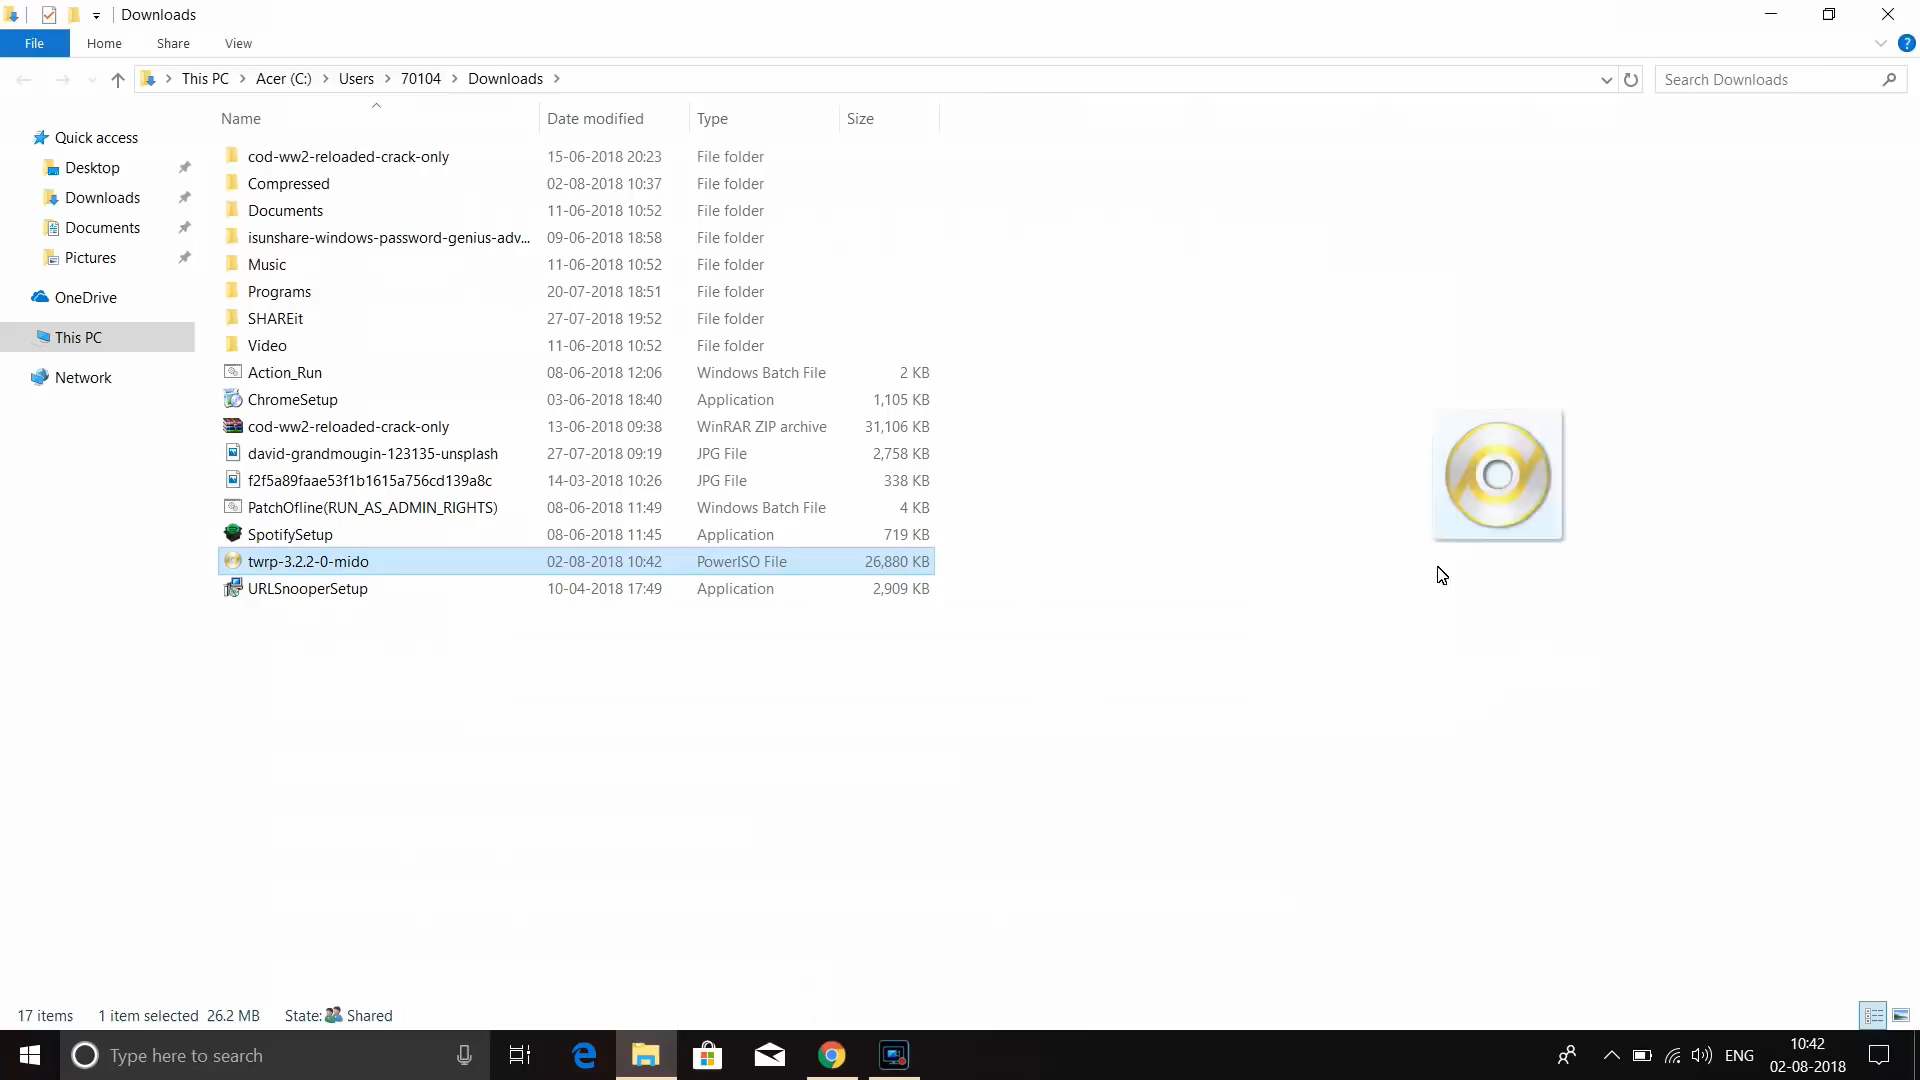 Downloads
File Home Share View
This PC Acer (C:) Users 70104 Downloads Search Downloads
Name Date modified Type Size
Quick access
Desktop
Downloads
Documents
Pictures
OneDrive
This PC
Network
cod-ww2-reloaded-crack-only 15-06-2018 20:23 File folder
Compressed 02-08-2018 10:37 File folder
Documents 11-06-2018 10:52 File folder
isunshare-windows-password-genius-adv... 09-06-2018 18:58 File folder
Music 11-06-2018 10:52 File folder
Programs 20-07-2018 18:51 File folder
SHAREit 27-07-2018 19:52 File folder
Video 11-06-2018 10:52 File folder
Action_Run 08-06-2018 12:06 Windows Batch File 2 KB
ChromeSetup 03-06-2018 18:40 Application 1,105 KB
cod-ww2-reloaded-crack-only 13-06-2018 09:38 WinRAR ZIP archive 31,106 KB
david-grandmougin-123135-unsplash 27-07-2018 09:19 JPG File 2,758 KB
f2f5a89faae53f1b1615a756cd139a8c 14-03-2018 10:26 JPG File 338 KB
PatchOfline(RUN_AS_ADMIN_RIGHTS) 08-06-2018 11:49 Windows Batch File 4 KB
SpotifySetup 08-06-2018 11:45 Application 719 KB
twrp-3.2.2-0-mido 02-08-2018 10:42 PowerISO File 26,880 KB
URLSnooperSetup 10-04-2018 17:49 Application 2,909 KB
17 items 1 item selected 26.2 MB State: Shared
Type here to search
ENG
10:42
02-08-2018